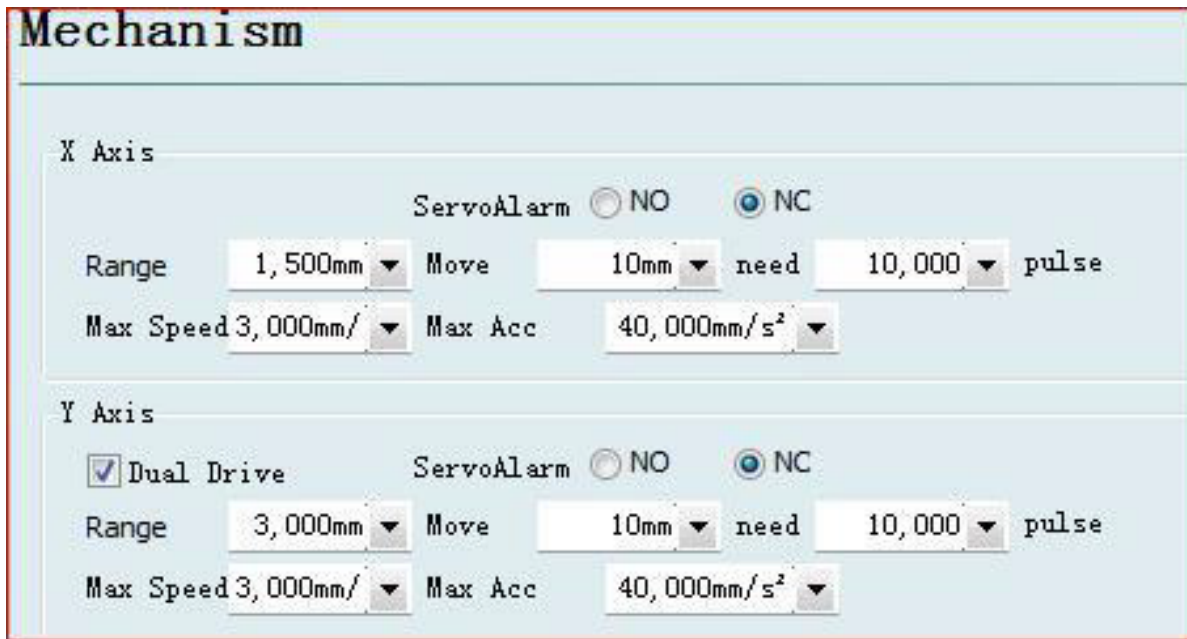 Mechanism
X Axis
ServoAlarm NO NC
Range 1,500mm Move 10mm need 10,000 pulse
Max Speed 3,000mm/ Max Acc 40,000mm/s²
Y Axis
Dual Drive ServoAlarm NO NC
Range 3,000mm Move 10mm need 10,000 pulse
Max Speed 3,000mm/ Max Acc 40,000mm/s²